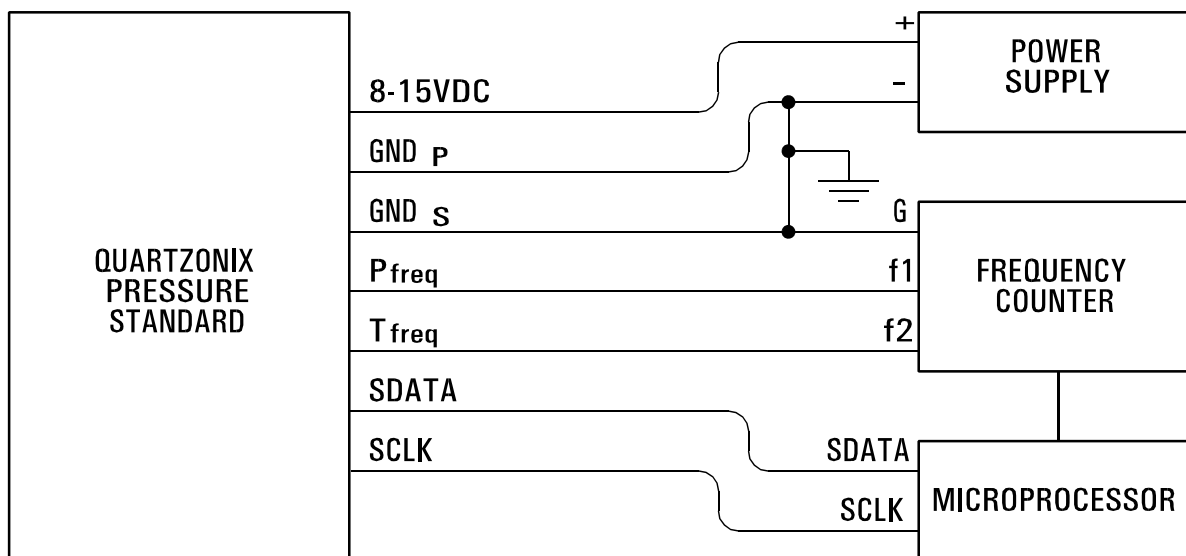 QUARTZONIX
PRESSURE
STANDARD
8-15VDC
GND P
GND S
Pfreq
Tfreq
SDATA
SCLK
+
-
G
f1
f2
SDATA
SCLK
POWER
SUPPLY
FREQUENCY
COUNTER
MICROPROCESSOR